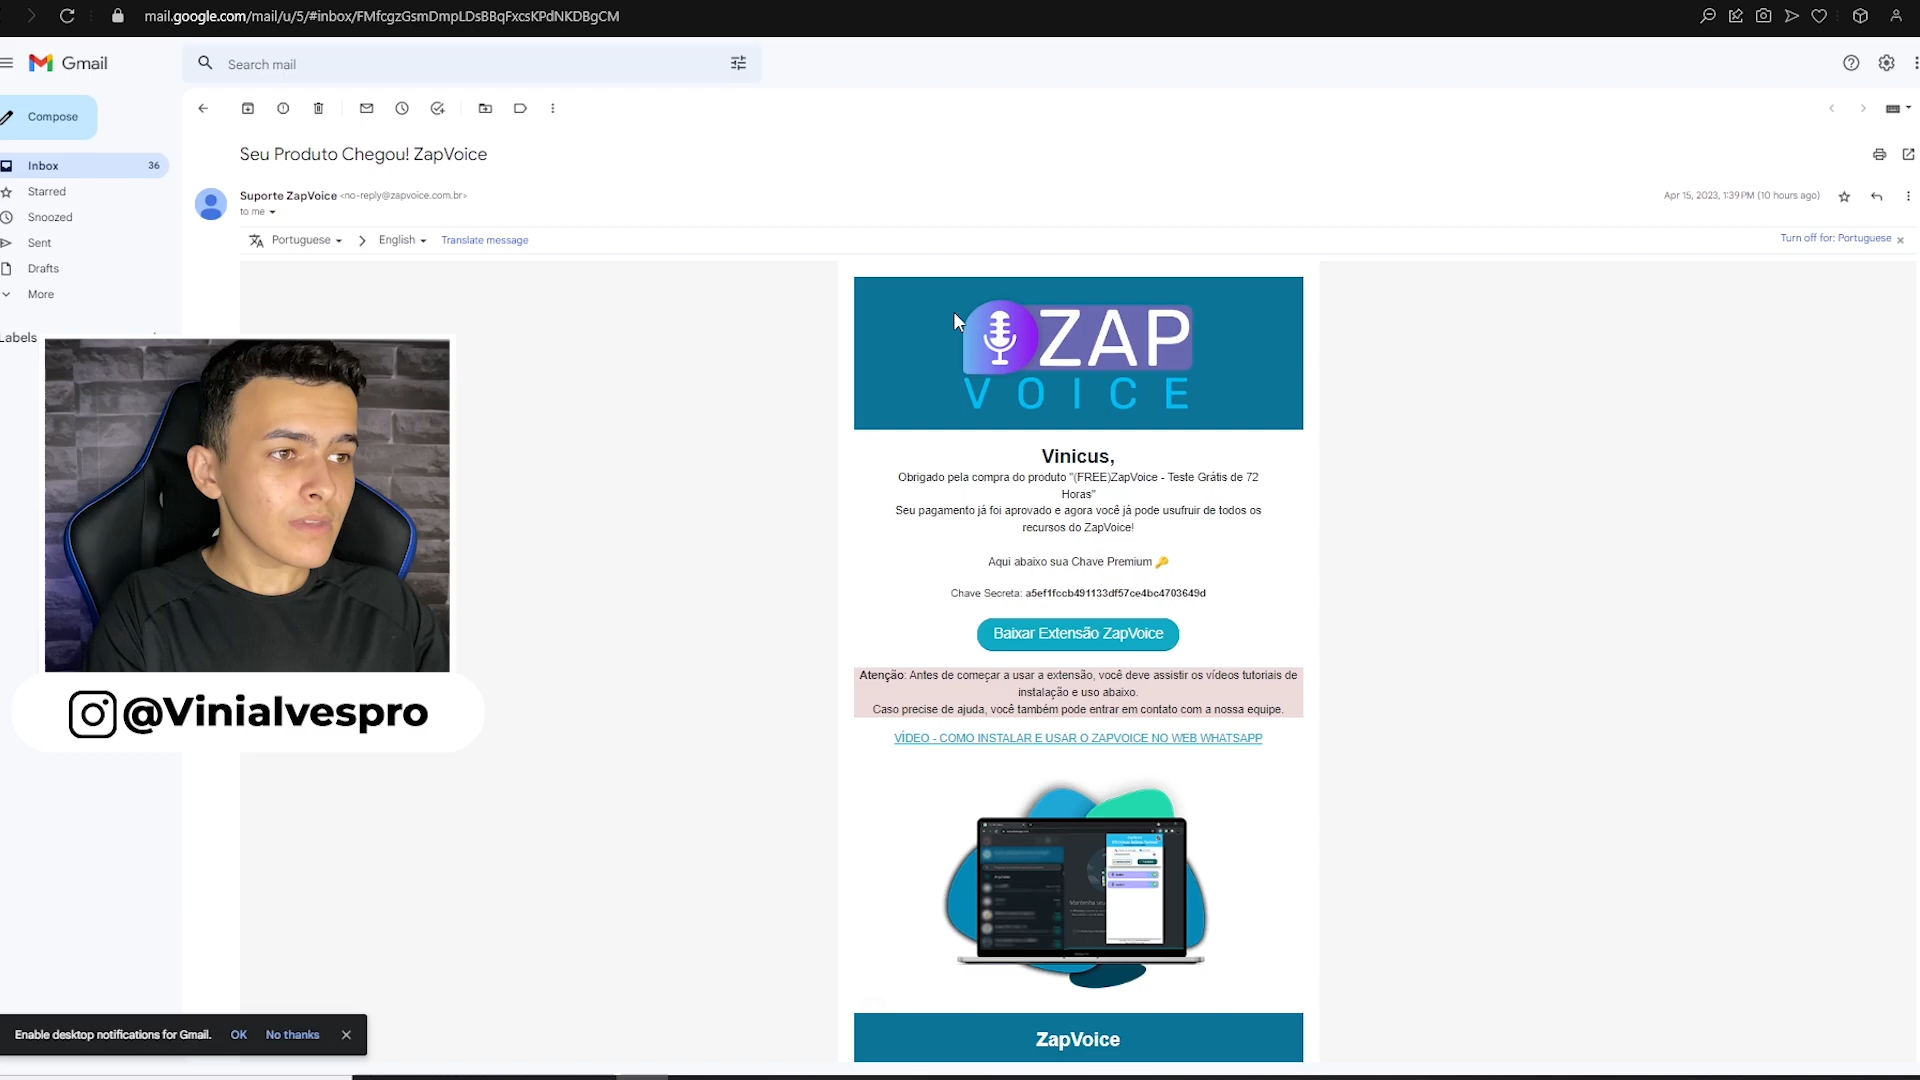 mail.google.com/mail/u/5/#inbox/FMfcgzGsmDmpLDsBBqFxcsKPdNKDBgCM
Gmail
Search mail
Compose
Inbox 36
Starred
Snoozed
Sent
Drafts
More
Labels
Seu Produto Chegou! ZapVoice
Suporte ZapVoice <no-reply@zapvoice.com.br>
to me
Apr 15, 2023, 1:39 PM (10 hours ago)
Portuguese English Translate message
Turn off for: Portuguese
ZAP
VOICE
Vinicus,
Obrigado pela compra do produto "(FREE)ZapVoice - Teste Grátis de 72
Horas"
Seu pagamento já foi aprovado e agora você já pode usufruir de todos os
recursos do ZapVoice!
Aqui abaixo sua Chave Premium 🔑
Chave Secreta: a5ef1fccb491133df57ce4bc4703649d
Baixar Extensão ZapVoice
Atenção: Antes de começar a usar a extensão, você deve assistir os vídeos tutoriais de
instalação e uso abaixo.
Caso precise de ajuda, você também pode entrar em contato com a nossa equipe.
VÍDEO - COMO INSTALAR E USAR O ZAPVOICE NO WEB WHATSAPP
ZapVoice
@Vinialvespro
Enable desktop notifications for Gmail. OK No thanks